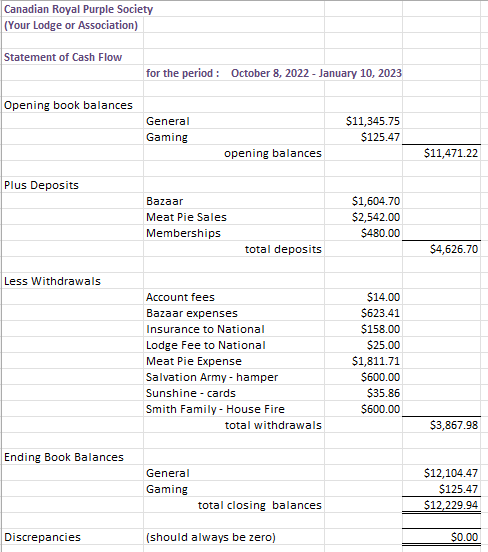 Canadian Royal Purple Society
(Your Lodge or Association)
Statement of Cash Flow
for the period : October 8, 2022 - January 10, 2023
Opening book balances
General $11,345.75
Gaming $125.47
opening balances $11,471.22
Plus Deposits
Bazaar $1,604.70
Meat Pie Sales $2,542.00
Memberships $480.00
total deposits $4,626.70
Less Withdrawals
Account fees $14.00
Bazaar expenses $623.41
Insurance to National $158.00
Lodge Fee to National $25.00
Meat Pie Expense $1,811.71
Salvation Army - hamper $600.00
Sunshine - cards $35.86
Smith Family - House Fire $600.00
total withdrawals $3,867.98
Ending Book Balances
General $12,104.47
Gaming $125.47
total closing balances $12,229.94
Discrepancies (should always be zero) $0.00